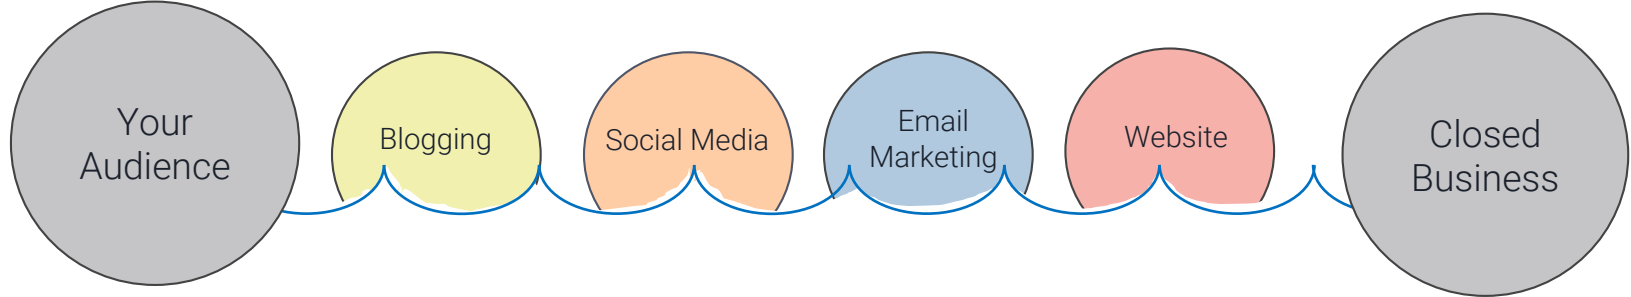 Your
Audience
Blogging
Social Media
Email
Marketing
Website
Closed
Business